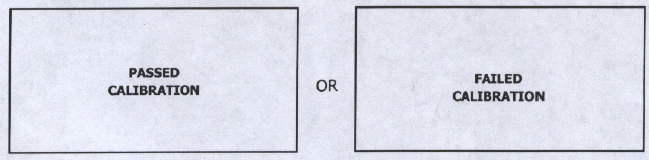 PASSED
CALIBRATION
OR
FAILED
CALIBRATION